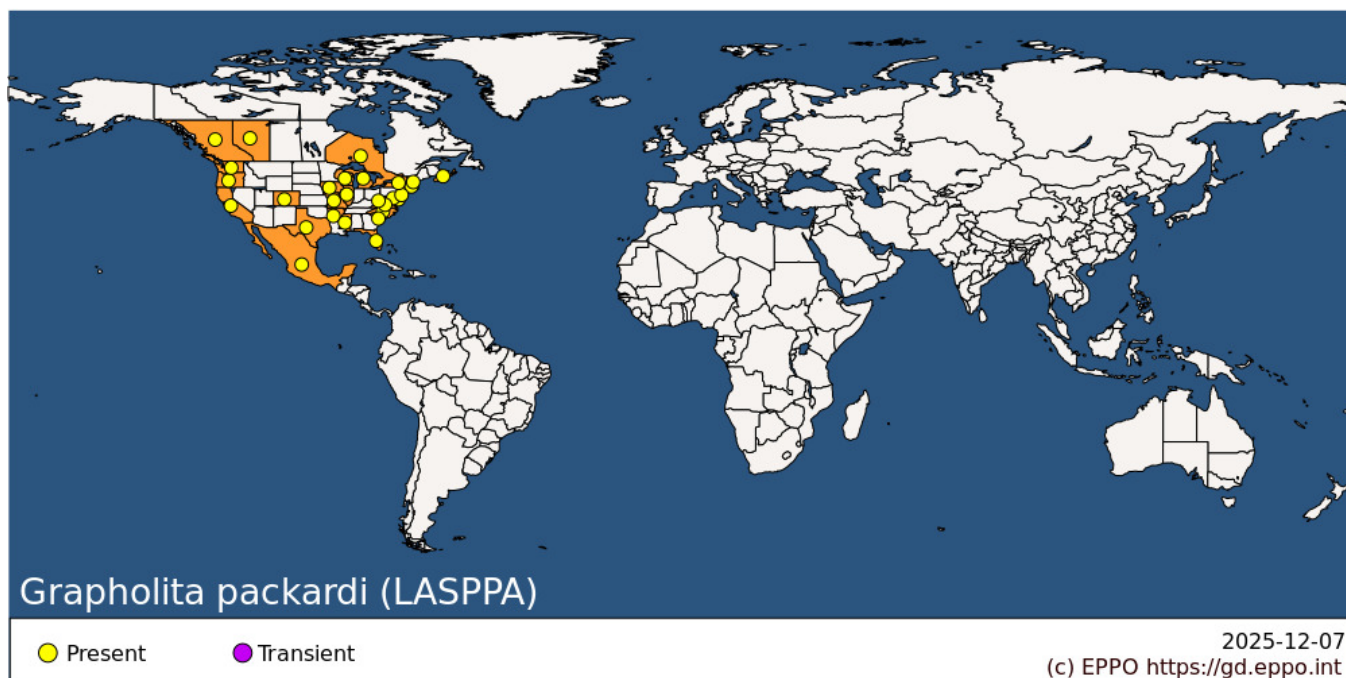 Grapholita packardi (LASPPA)
Present
Transient
2025-12-07
(c) EPPO https://gd.eppo.int